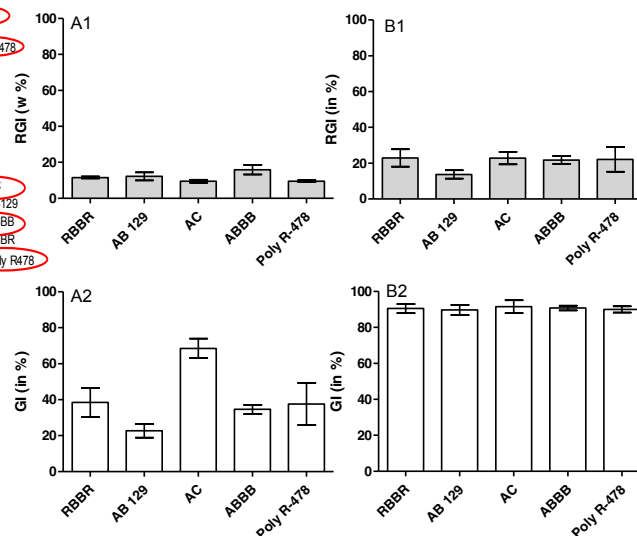 A1
100
80
60
40
20
0
RGI (w %)
RBBR
AB 129
AC
ABBB
Poly R-478
B1
100
80
60
40
20
0
RGI (in %)
RBBR
AB 129
AC
ABBB
Poly R-478
478
129
BB
BR
ly R478
A2
100
80
60
40
20
0
GI (in %)
RBBR
AB 129
AC
ABBB
Poly R-478
B2
100
80
60
40
20
0
GI (in %)
RBBR
AB 129
AC
ABBB
Poly R-478